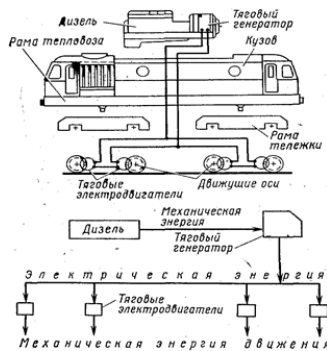 Дизель
Тяговый
генератор
Рама тепловоза
Кузов
Рама
тележки
Тяговые
электродвигатели
Движущие оси
Механическая
энергия
Дизель
Тяговый
генератор
Электрическая энергия
Тяговые
электродвигатели
Механическая энергия движения